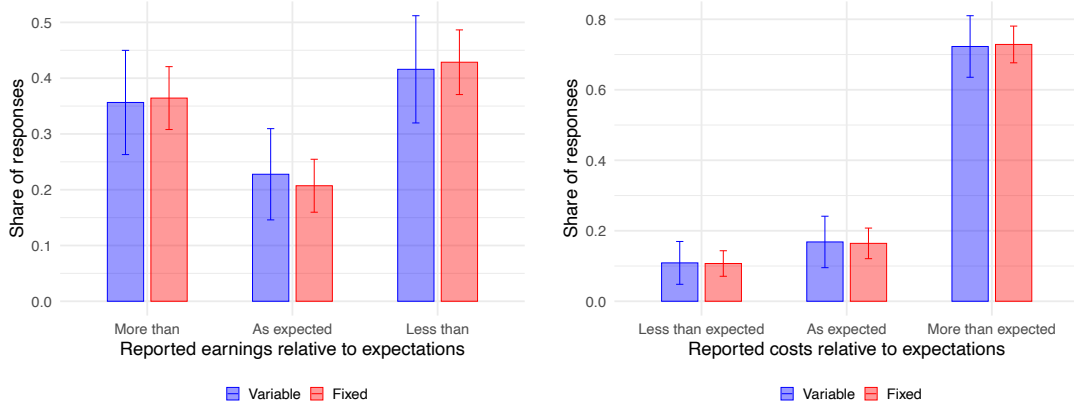 Share of responses
0.5
0.4
0.3
0.2
0.1
0.0
More than
As expected
Less than
Reported earnings relative to expectations
Variable
Fixed
Share of responses
0.8
0.6
0.4
0.2
0.0
Less than expected
As expected
More than expected
Reported costs relative to expectations
Variable
Fixed